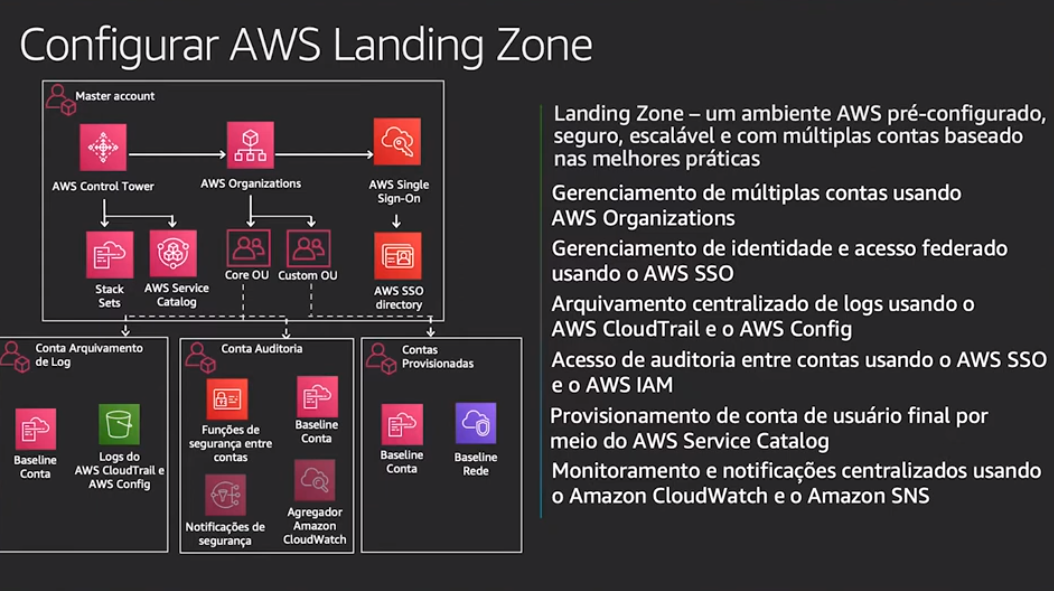 Configurar AWS Landing Zone
Master account
AWS Control Tower
AWS Organizations
AWS Single
Sign-On
Stack
Sets
AWS Service
Catalog
Core OU
Custom OU
AWS SSO
directory
Conta Arquivamento
de Log
Baseline
Conta
Logs do
AWS CloudTrail e
AWS Config
Conta Auditoria
Funções de
segurança entre
contas
Baseline
Conta
Notificações de
segurança
Agregador
Amazon
CloudWatch
Contas
Provisionadas
Baseline
Conta
Baseline
Rede
Landing Zone – um ambiente AWS pré-configurado,
seguro, escalável e com múltiplas contas baseado
nas melhores práticas
Gerenciamento de múltiplas contas usando
AWS Organizations
Gerenciamento de identidade e acesso federado
usando o AWS SSO
Arquivamento centralizado de logs usando o
AWS CloudTrail e o AWS Config
Acesso de auditoria entre contas usando o AWS SSO
e o AWS IAM
Provisionamento de conta de usuário final por
meio do AWS Service Catalog
Monitoramento e notificações centralizados usando
o Amazon CloudWatch e o Amazon SNS